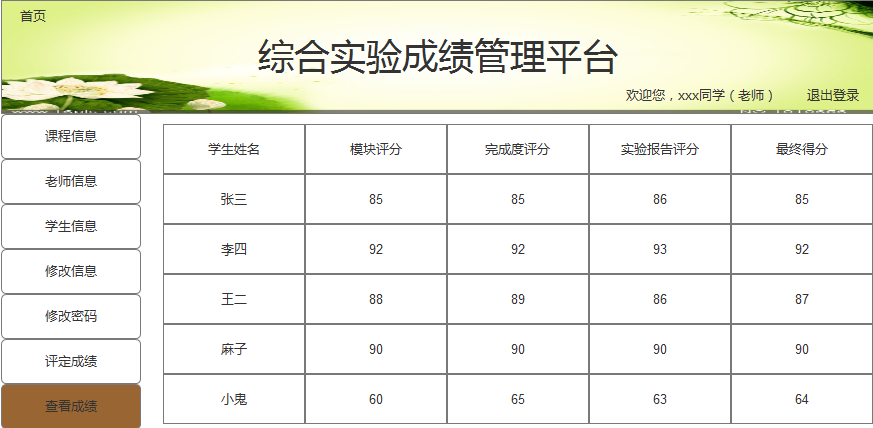 首页
综合实验成绩管理平台
欢迎您，xxx同学（老师） 退出登录
课程信息
老师信息
学生信息
修改信息
修改密码
评定成绩
查看成绩
学生姓名 模块评分 完成度评分 实验报告评分 最终得分
张三 85 85 86 85
李四 92 92 93 92
王二 88 89 86 87
麻子 90 90 90 90
小鬼 60 65 63 64